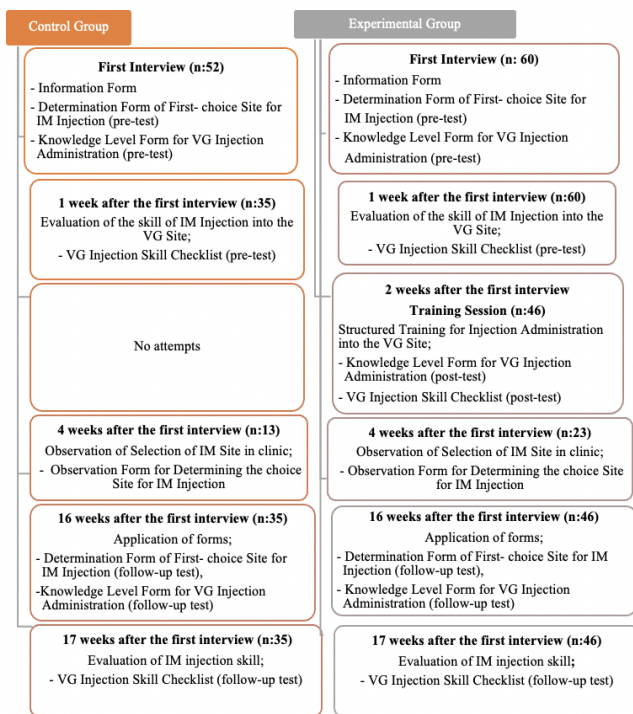 Control Group
First Interview (n:52)
- Information Form
- Determination Form of First- choice Site for
IM Injection (pre-test)
- Knowledge Level Form for VG Injection
Administration (pre-test)
1 week after the first interview (n:35)
Evaluation of the skill of IM Injection into the
VG Site;
- VG Injection Skill Checklist (pre-test)
No attempts
4 weeks after the first interview (n:13)
Observation of Selection of IM Site in clinic;
- Observation Form for Determining the choice
Site for IM Injection
16 weeks after the first interview (n:35)
Application of forms;
- Determination Form of First- choice Site for
IM Injection (follow-up test),
-Knowledge Level Form for VG Injection
Administration (follow-up test)
17 weeks after the first interview (n:35)
Evaluation of IM injection skill;
- VG Injection Skill Checklist (follow-up test)
Experimental Group
First Interview (n: 60)
- Information Form
- Determination Form of First- choice Site for
IM Injection (pre-test)
- Knowledge Level Form for VG Injection
Administration (pre-test)
1 week after the first interview (n:60)
Evaluation of the skill of IM Injection into the
VG Site;
- VG Injection Skill Checklist (pre-test)
2 weeks after the first interview
Training Session (n:46)
Structured Training for Injection Administration
into the VG Site;
- Knowledge Level Form for VG Injection
Administration (post-test)
- VG Injection Skill Checklist (post-test)
4 weeks after the first interview (n:23)
Observation of Selection of IM Site in clinic;
- Observation Form for Determining the choice Site
for IM Injection
16 weeks after the first interview (n:46)
Application of forms;
- Determination Form of First- choice Site for IM
Injection (follow-up test),
- Knowledge Level Form for VG Injection
Administration (follow-up test)
17 weeks after the first interview (n:46)
Evaluation of IM injection skill;
- VG Injection Skill Checklist (follow-up test)